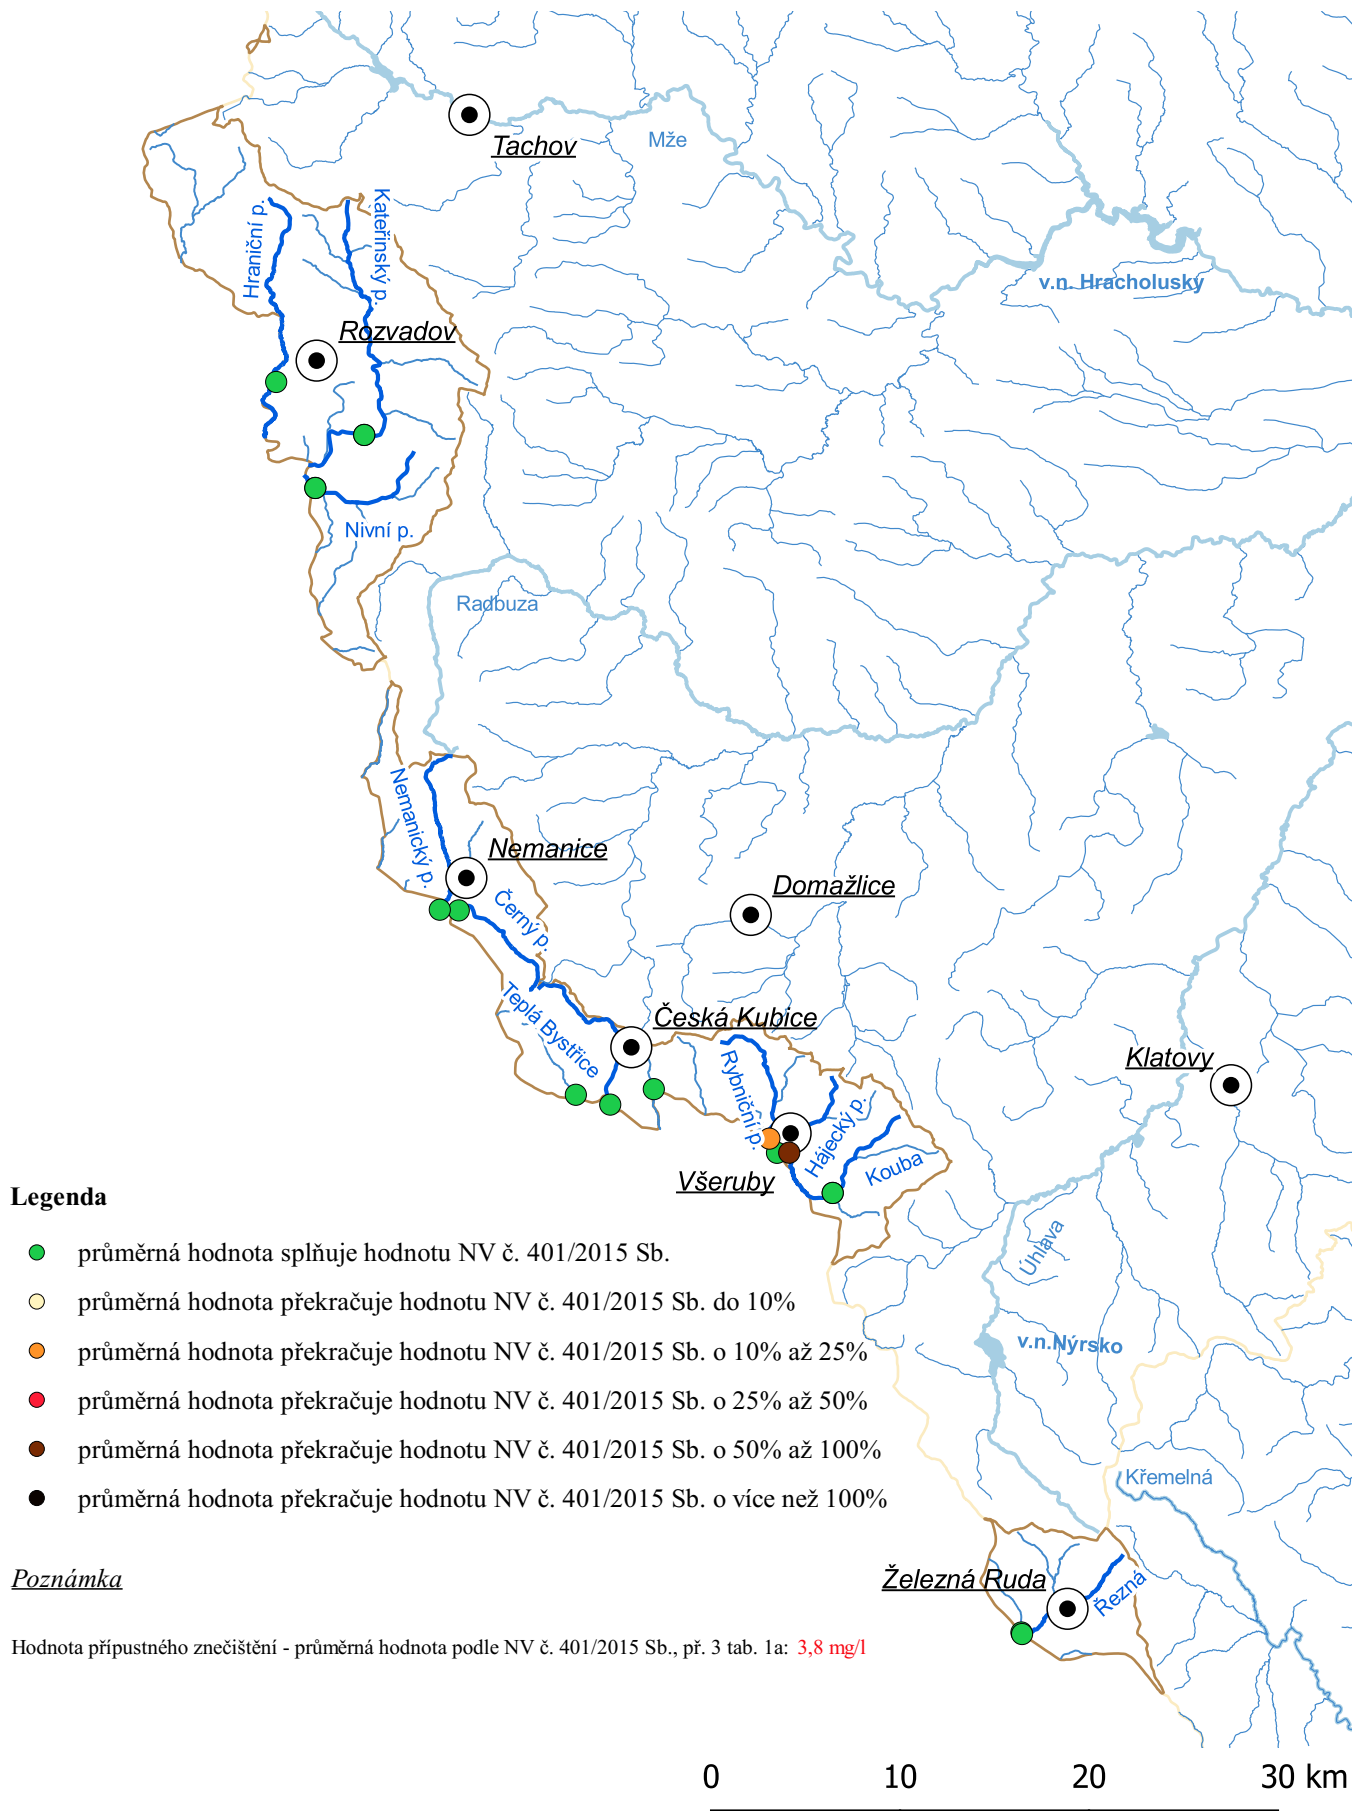 Tachov
Mže
Kateřinský p.
Hraniční p.
v.n. Hracholusky
Rozvadov
Nivní p.
Radbuza
Nemanický p.
Nemanice
Domažlice
Černý p.
Teplá Bystřice
Česká Kubice
Klatovy
Rybniční p.
Hájecký p.
Kouba
Všeruby
Úhlava
v.n.Nýrsko
Křemelná
Železná Ruda
Řezná
Legenda
průměrná hodnota splňuje hodnotu NV č. 401/2015 Sb.
průměrná hodnota překračuje hodnotu NV č. 401/2015 Sb. do 10%
průměrná hodnota překračuje hodnotu NV č. 401/2015 Sb. o 10% až 25%
průměrná hodnota překračuje hodnotu NV č. 401/2015 Sb. o 25% až 50%
průměrná hodnota překračuje hodnotu NV č. 401/2015 Sb. o 50% až 100%
průměrná hodnota překračuje hodnotu NV č. 401/2015 Sb. o více než 100%
Poznámka
Hodnota přípustného znečištění - průměrná hodnota podle NV č. 401/2015 Sb., př. 3 tab. 1a: 3,8 mg/l
0 10 20 30 km